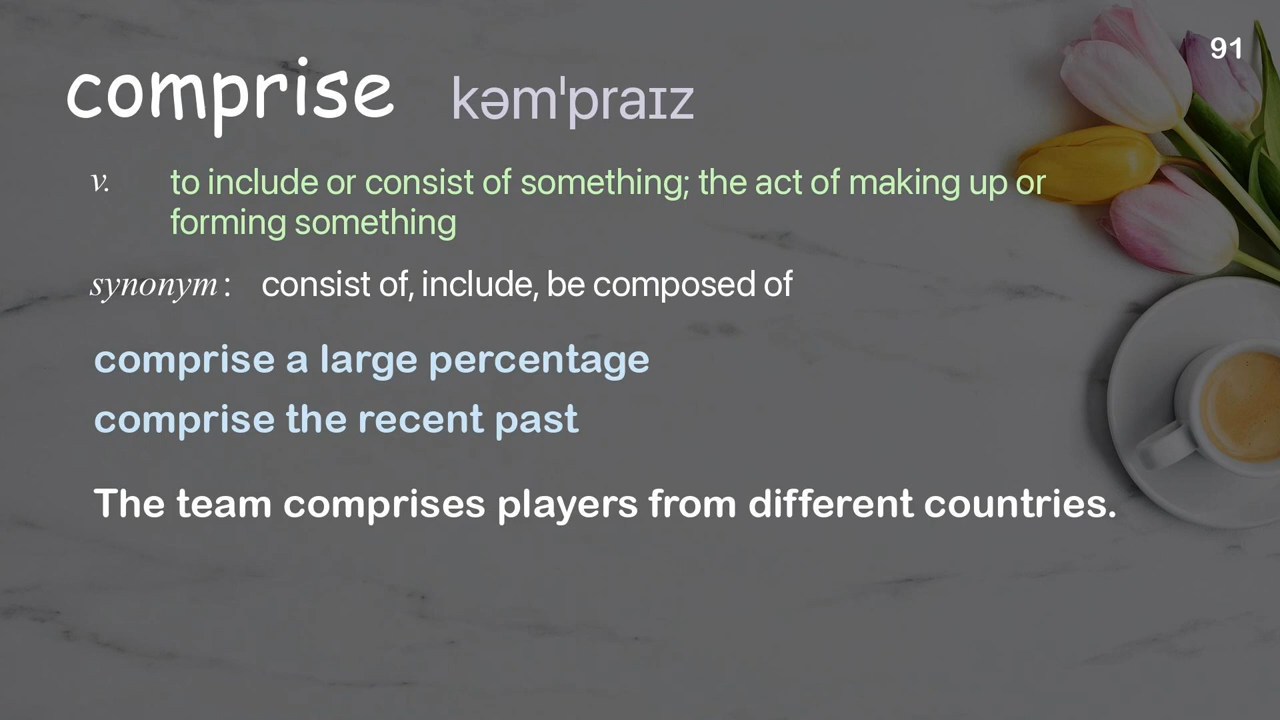 91
comprise kəmˈpraɪz
v. to include or consist of something; the act of making up or
forming something
synonym : consist of, include, be composed of
comprise a large percentage
comprise the recent past
The team comprises players from different countries.